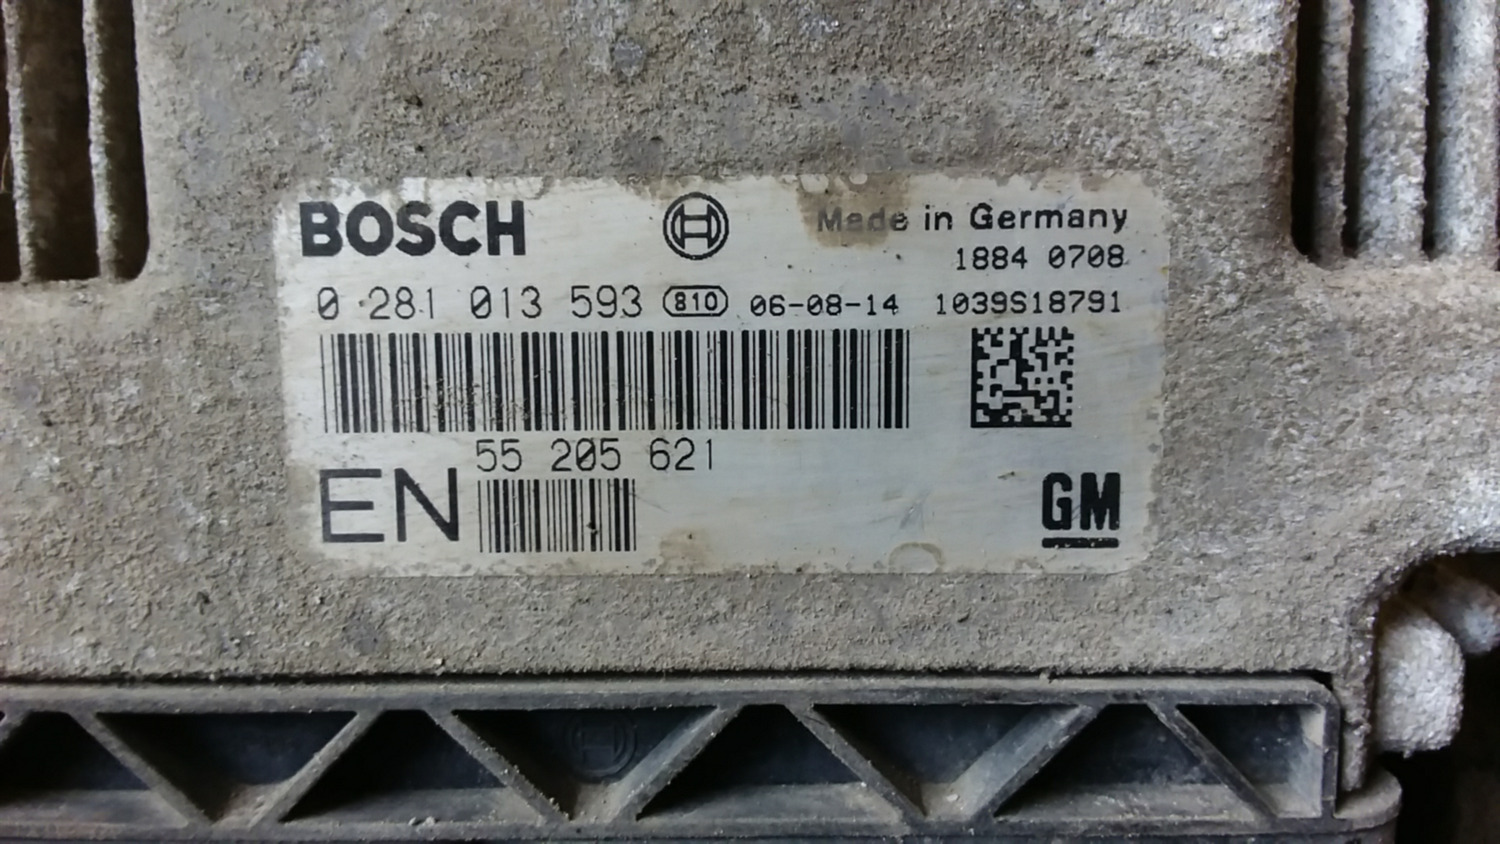 BOSCH
Made in Germany
1884 0708
0 281 013 593 810 06-08-14 1039S18791
55 205 621
EN
GM